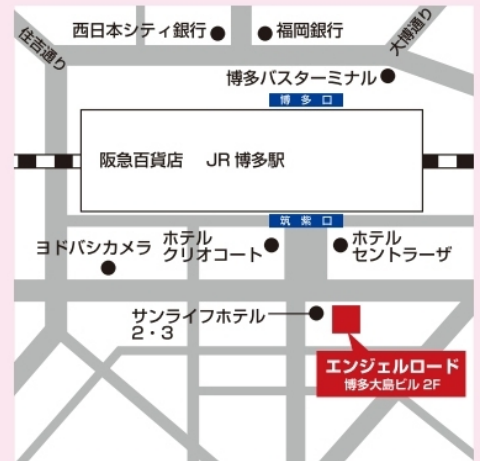 西日本シティ銀行
福岡銀行
住吉通り
大博通り
博多バスターミナル
博多口
阪急百貨店 JR博多駅
筑紫口
ヨドバシカメラ
ホテル
クリオコート
ホテル
セントラーザ
サンライフホテル
2・3
エンジェルロード
博多大島ビル 2F